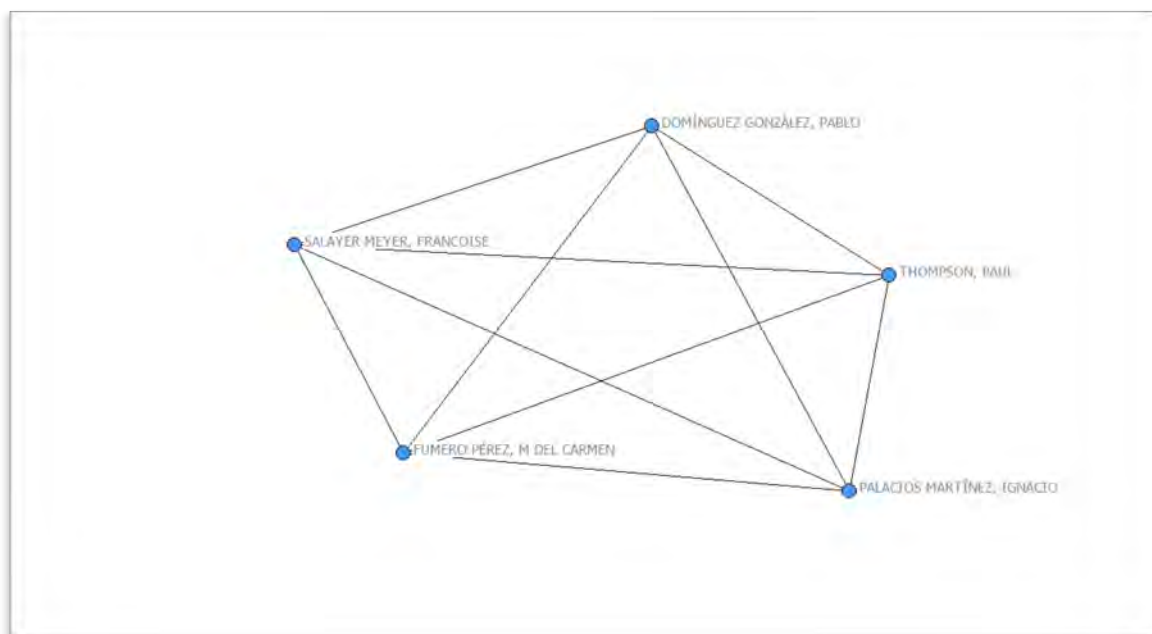 DOMÍNGUEZ GONZÁLEZ, PABLO
SALAYER MEYER, FRANCOISE
THOMPSON, PAUL
FUMERO PÉREZ, M DEL CARMEN
PALACIOS MARTÍNEZ, IGNACIO